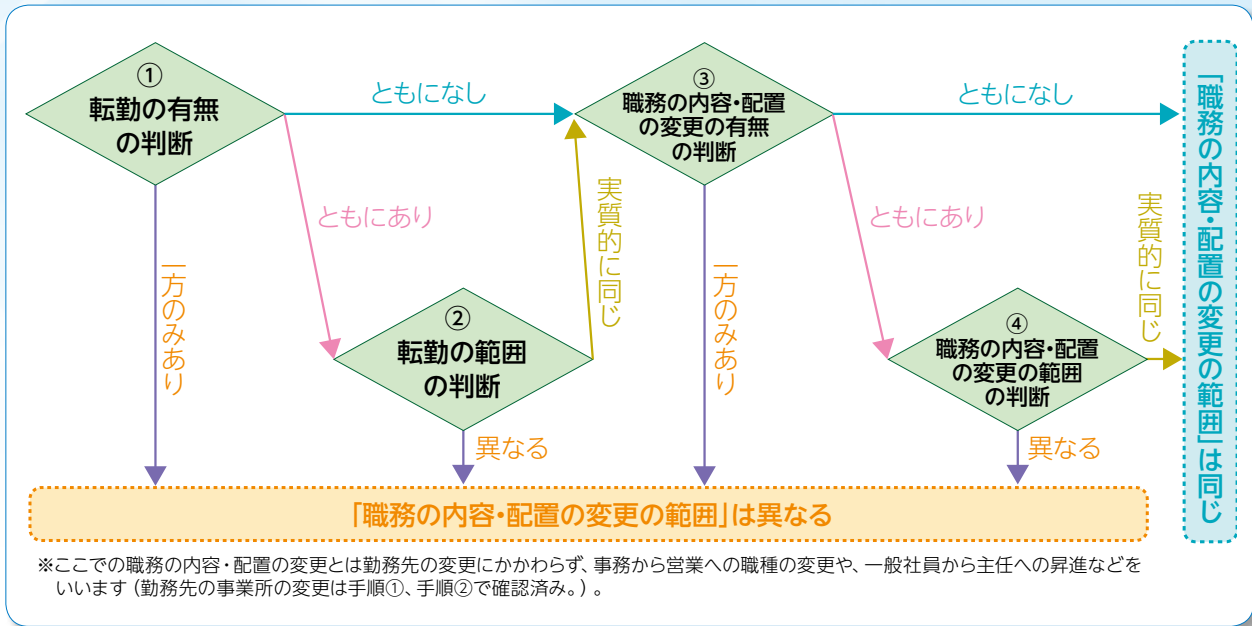 ①
転勤の有無
の判断
ともになし
ともにあり
一方のみあり
②
転勤の範囲
の判断
実質的に同じ
異なる
③
職務の内容・配置
の変更の有無
の判断
ともになし
ともにあり
一方のみあり
④
職務の内容・配置
の変更の範囲
の判断
実質的に同じ
異なる
「職務の内容・配置の変更の範囲」は同じ
「職務の内容・配置の変更の範囲」は異なる
※ここでの職務の内容・配置の変更とは勤務先の変更にかかわらず、事務から営業への職種の変更や、一般社員から主任への昇進などを
いいます（勤務先の事業所の変更は手順①、手順②で確認済み。）。